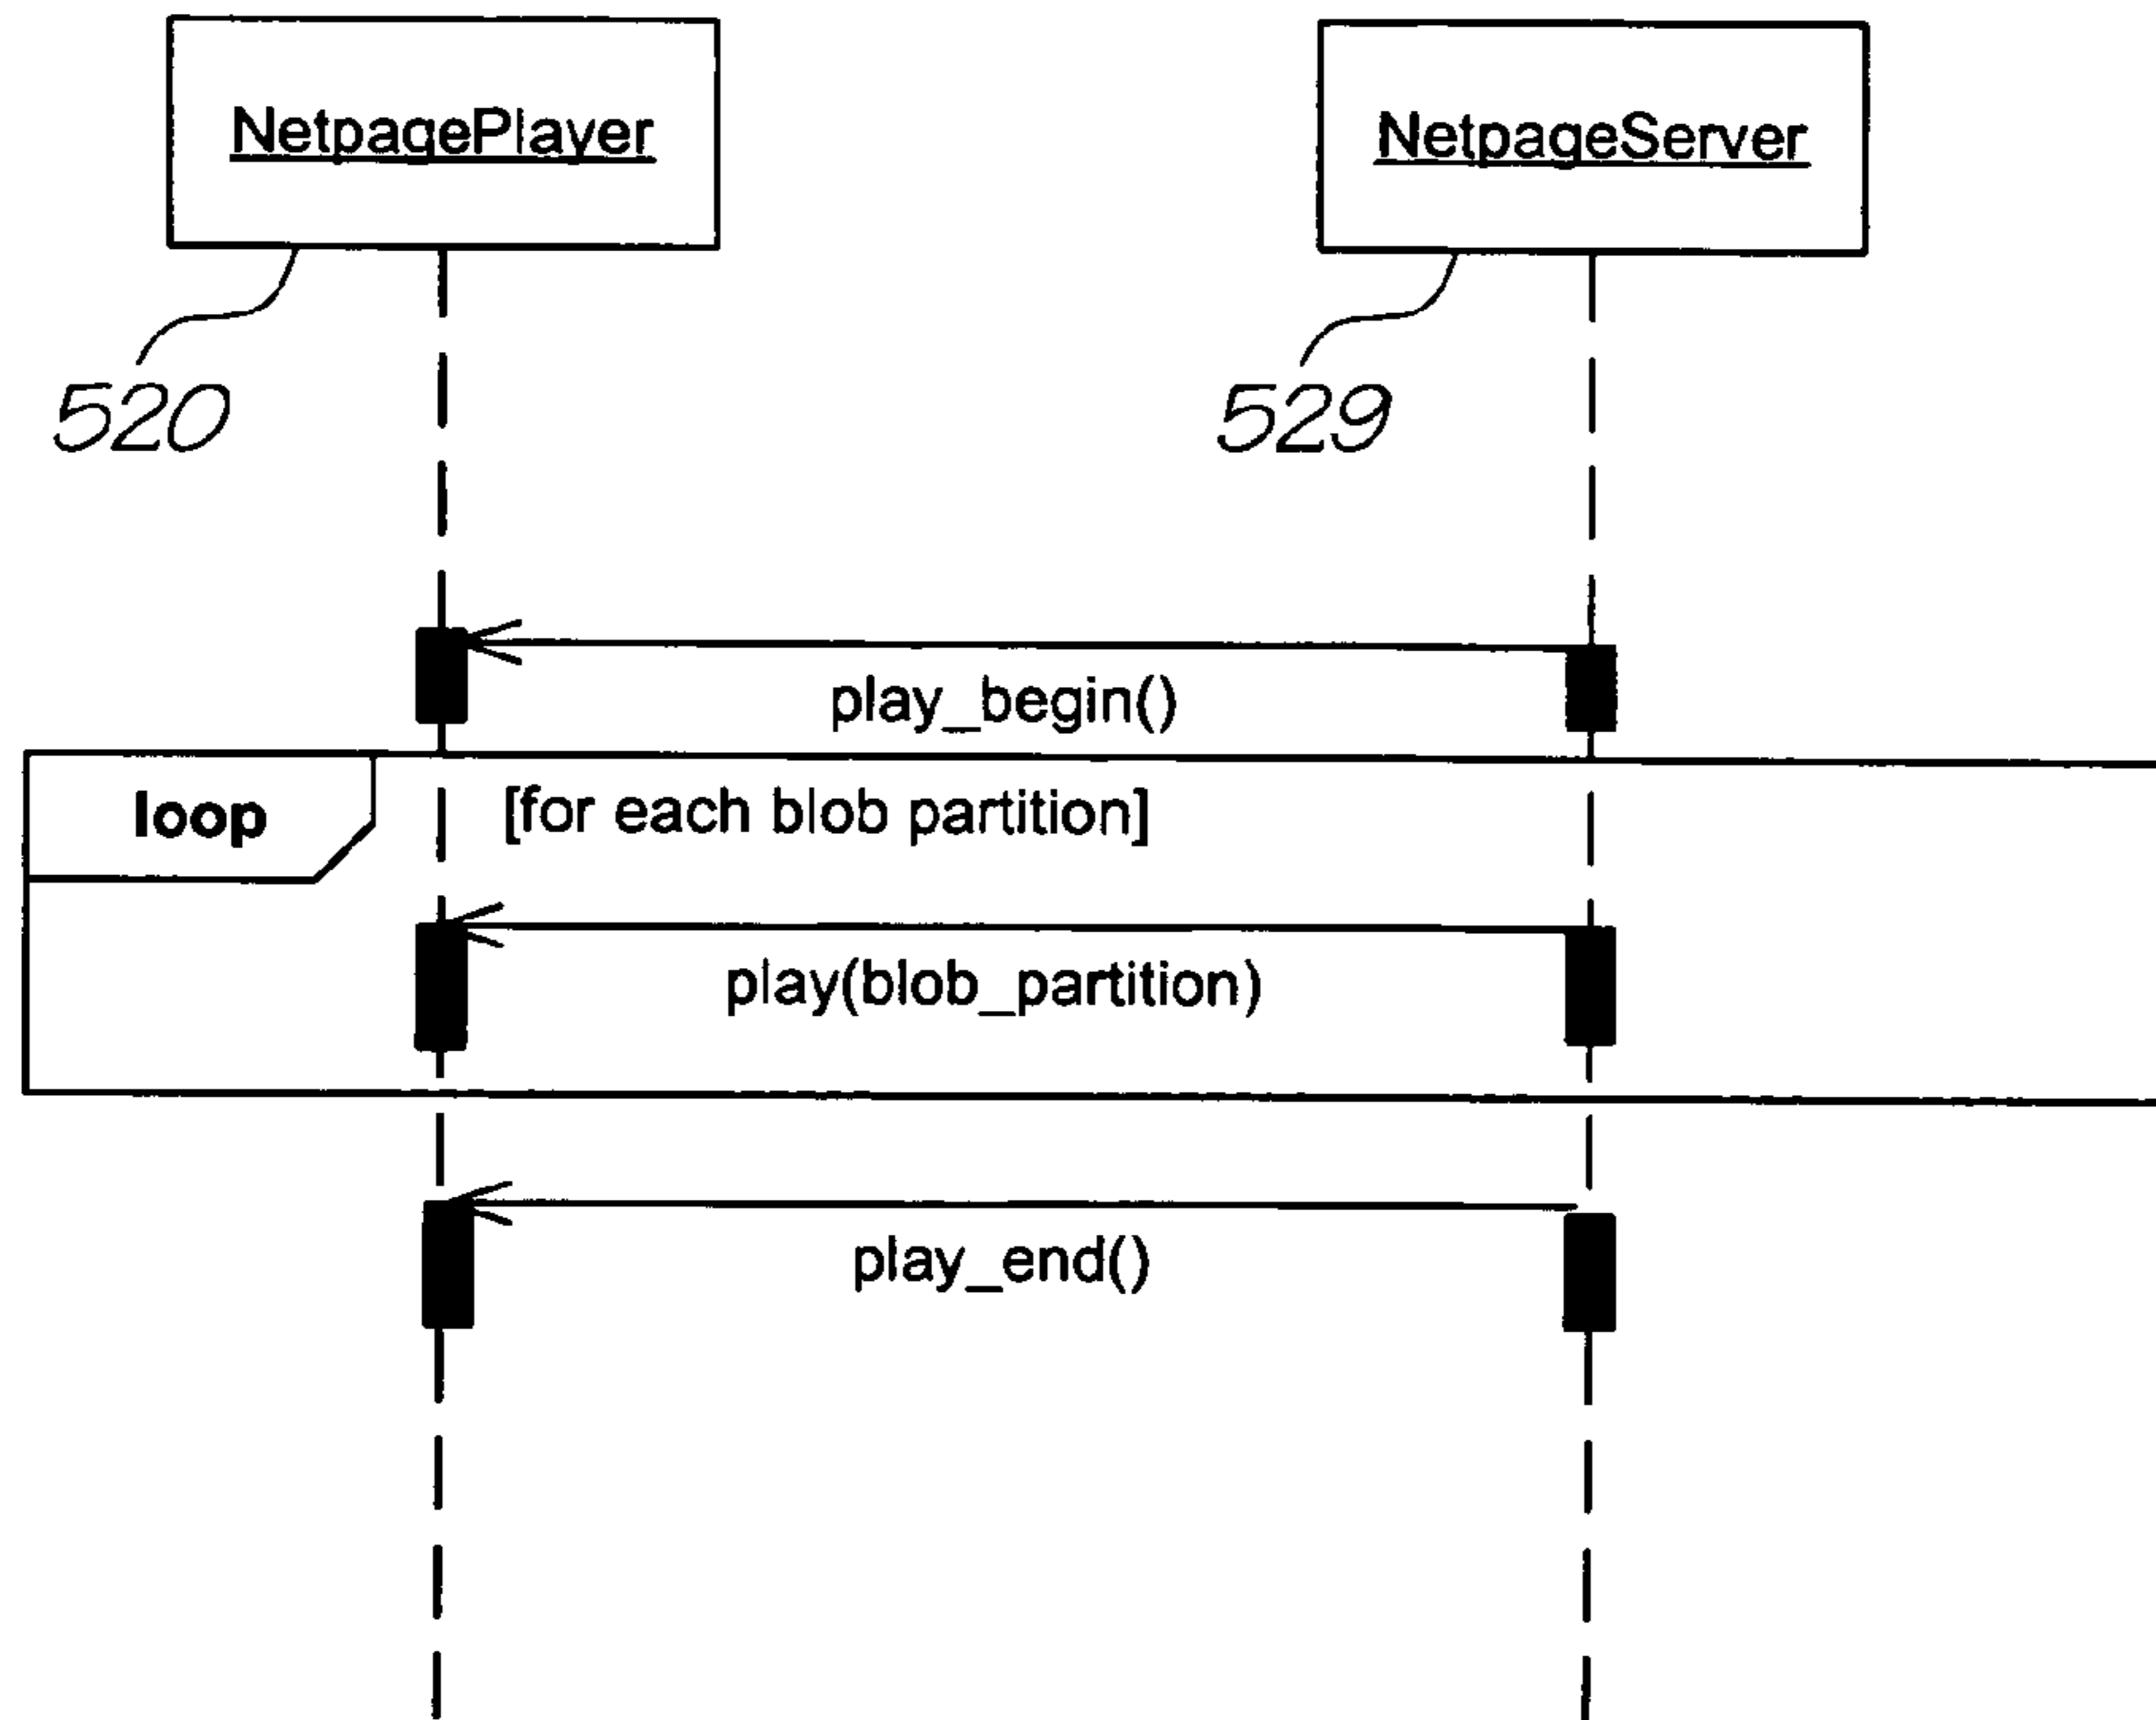 NetpagePlayer
NetpageServer
520
529
play_begin()
loop
[for each blob partition]
play(blob_partition)
play_end()